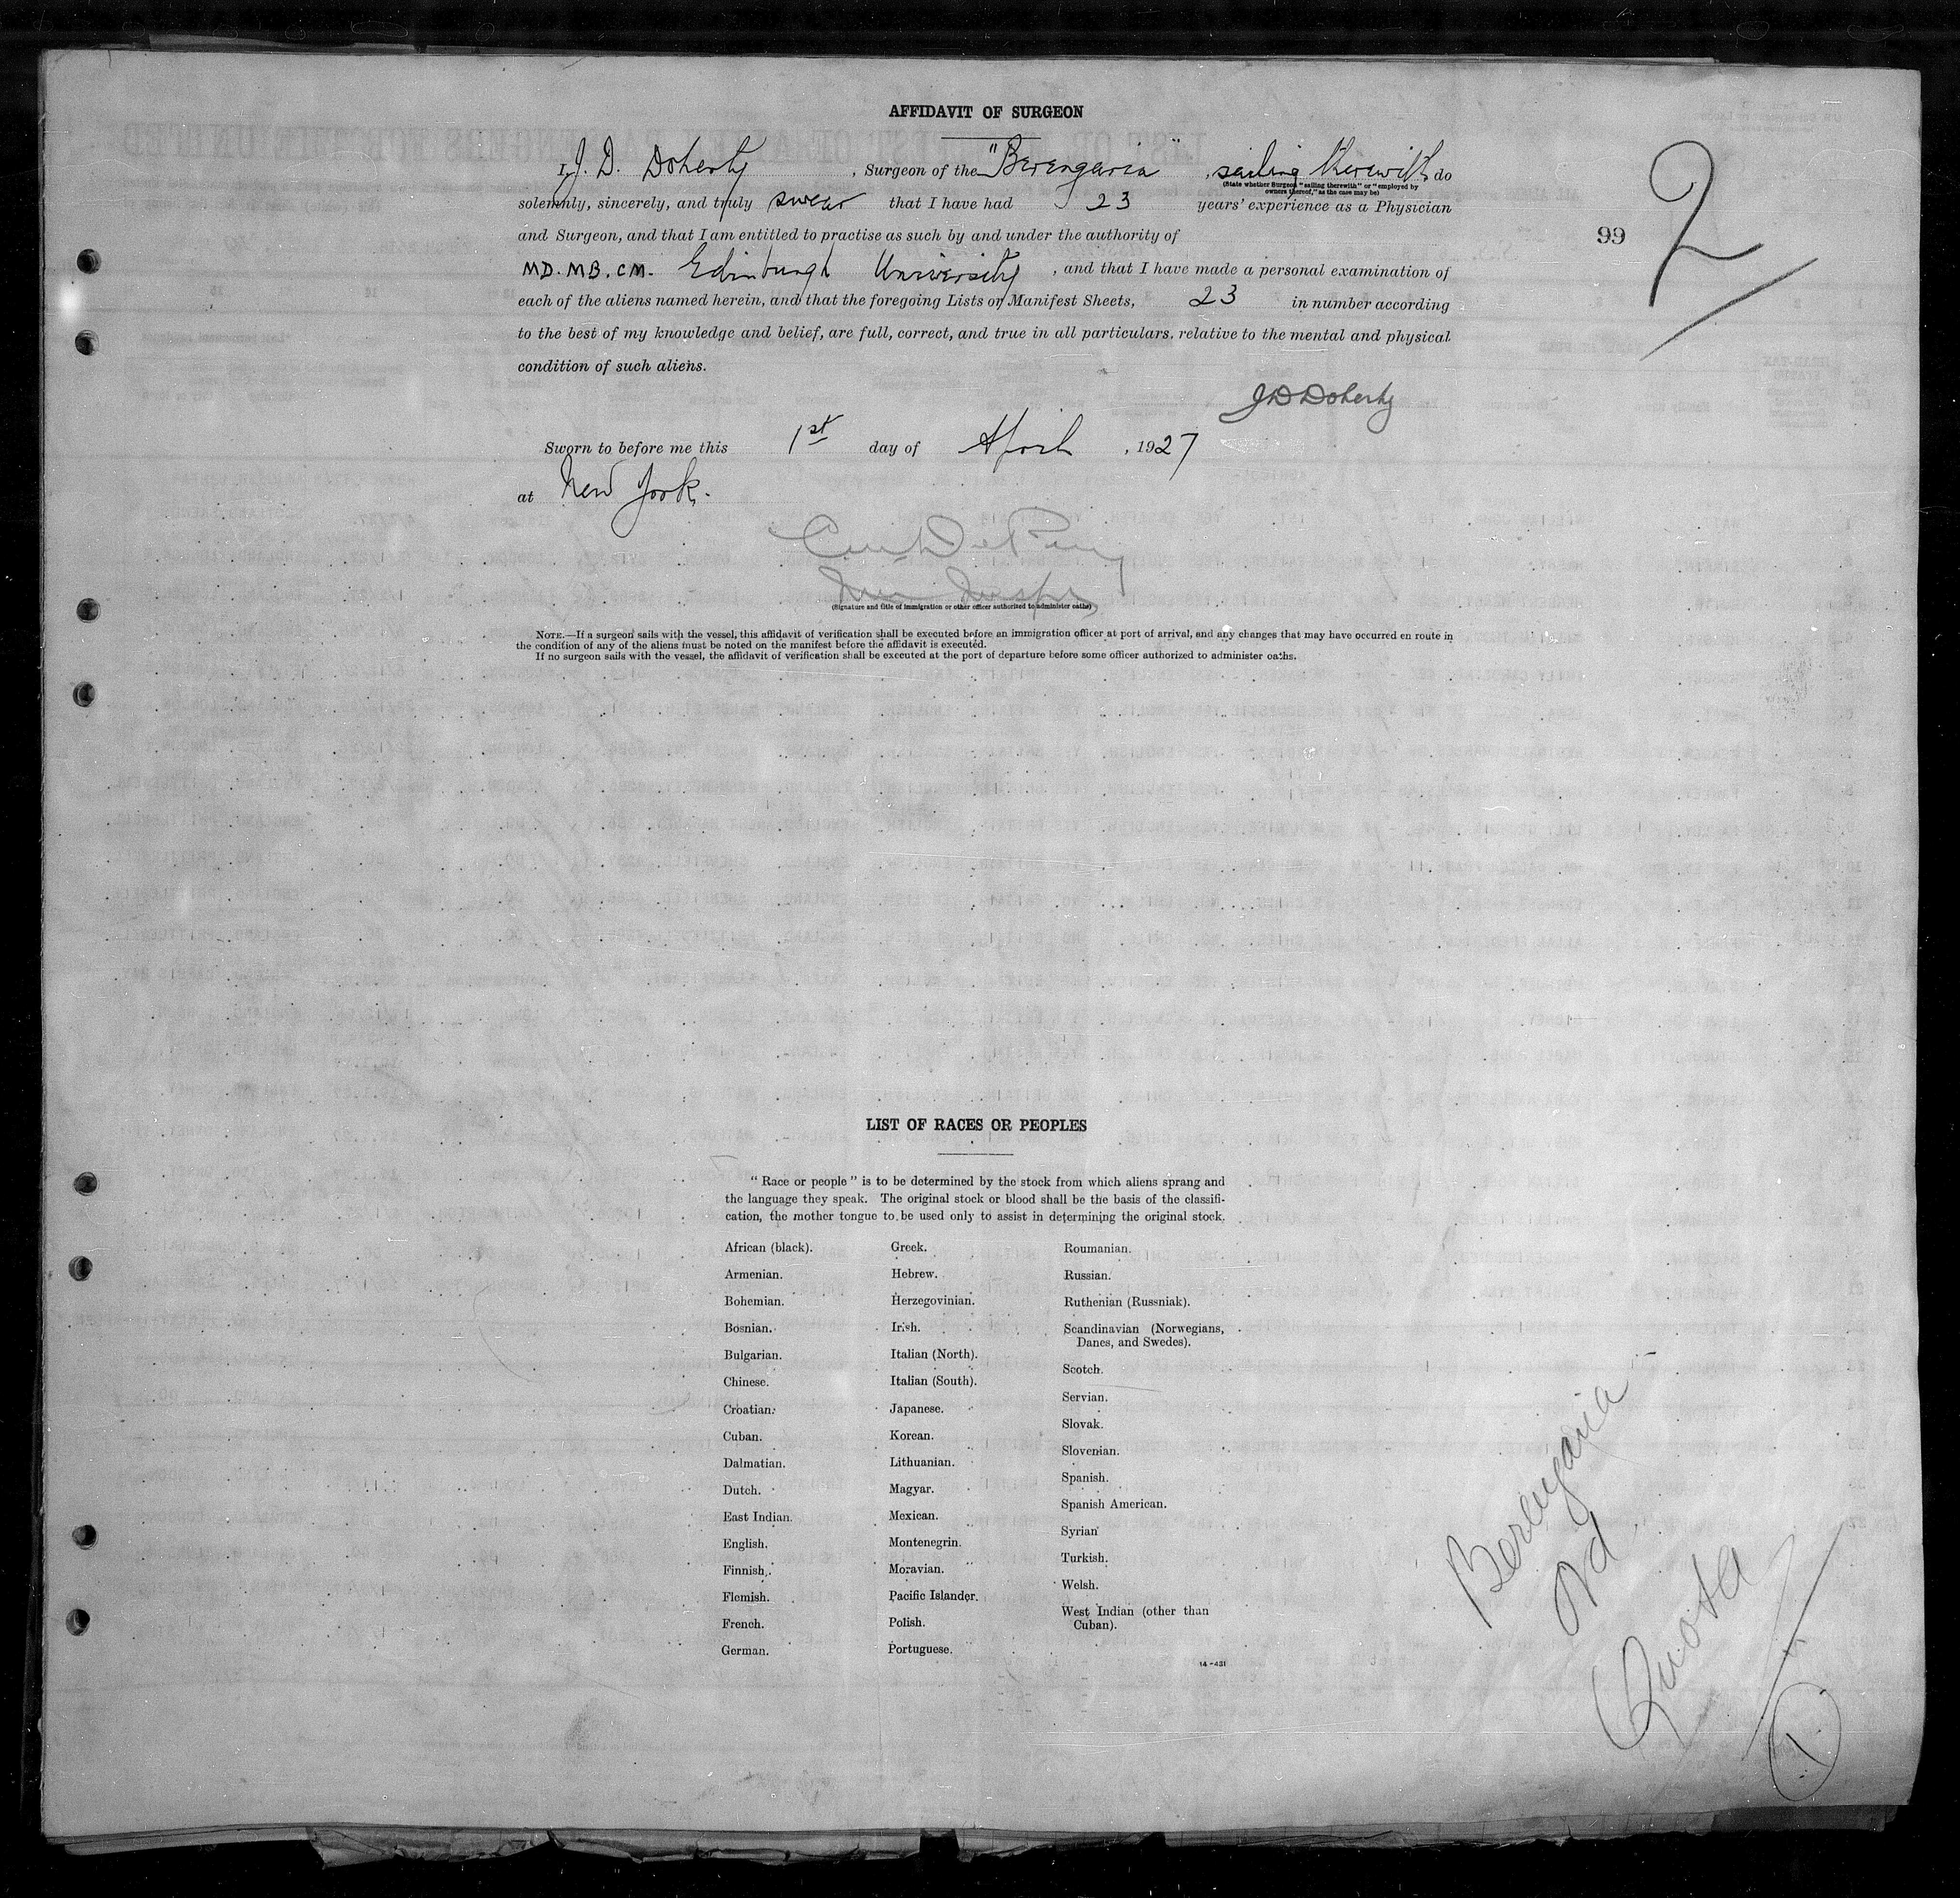 AFFIDAVIT OF SURGEON
I, J. D. Doherty, Surgeon of the "Berengaria", sailing therewith do
(State whether Surgeon "sailing therewith" or "employed by
owners thereof," as the case may be)
solemnly, sincerely, and truly swear that I have had 23 years' experience as a Physician
and Surgeon, and that I am entitled to practise as such by and under the authority of
MD. MB. CM. Edinburgh University, and that I have made a personal examination of
each of the aliens named herein, and that the foregoing Lists or Manifest Sheets, 23 in number according
to the best of my knowledge and belief, are full, correct, and true in all particulars, relative to the mental and physical
condition of such aliens.
99
2
J D Doherty
Sworn to before me this 1st day of April, 1927
at New York.
(Signature and title of immigration or other officer authorized to administer oaths)
NOTE.—If a surgeon sails with the vessel, this affidavit of verification shall be executed before an immigration officer at port of arrival, and any changes that may have occurred en route in
the condition of any of the aliens must be noted on the manifest before the affidavit is executed.
If no surgeon sails with the vessel, the affidavit of verification shall be executed at the port of departure before some officer authorized to administer oaths.
LIST OF RACES OR PEOPLES
"Race or people" is to be determined by the stock from which aliens sprang and
the language they speak. The original stock or blood shall be the basis of the classifi-
cation, the mother tongue to be used only to assist in determining the original stock.
African (black).
Armenian.
Bohemian.
Bosnian.
Bulgarian.
Chinese.
Croatian.
Cuban.
Dalmatian.
Dutch.
East Indian.
English.
Finnish.
Flemish.
French.
German.
Greek.
Hebrew.
Herzegovinian.
Irish.
Italian (North).
Italian (South).
Japanese.
Korean.
Lithuanian.
Magyar.
Mexican.
Montenegrin.
Moravian.
Pacific Islander.
Polish.
Portuguese.
Roumanian.
Russian.
Ruthenian (Russniak).
Scandinavian (Norwegians,
Danes, and Swedes).
Scotch.
Servian.
Slovak.
Slovenian.
Spanish.
Spanish American.
Syrian
Turkish.
Welsh.
West Indian (other than
Cuban).
14-431
Berengaria
Quota
1